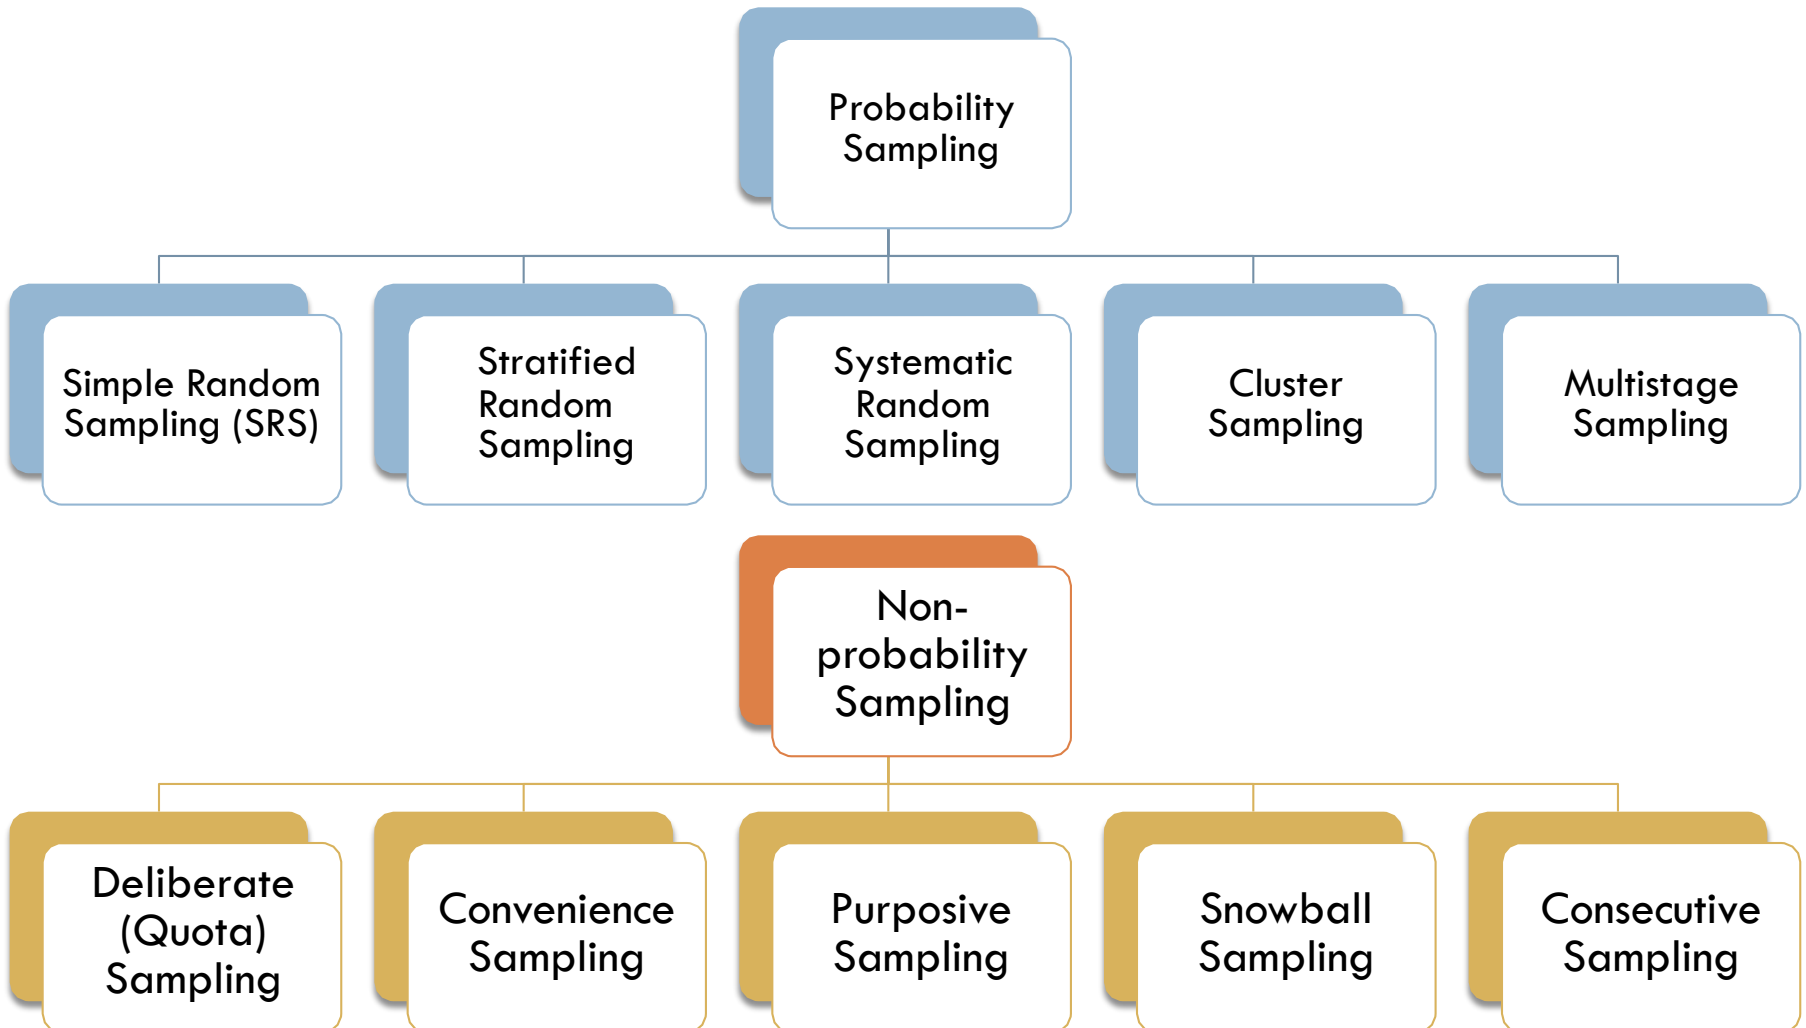 Probability
Sampling
Simple Random
Sampling (SRS)
Stratified
Random
Sampling
Systematic
Random
Sampling
Cluster
Sampling
Multistage
Sampling
Non-
probability
Sampling
Deliberate
(Quota)
Sampling
Convenience
Sampling
Purposive
Sampling
Snowball
Sampling
Consecutive
Sampling